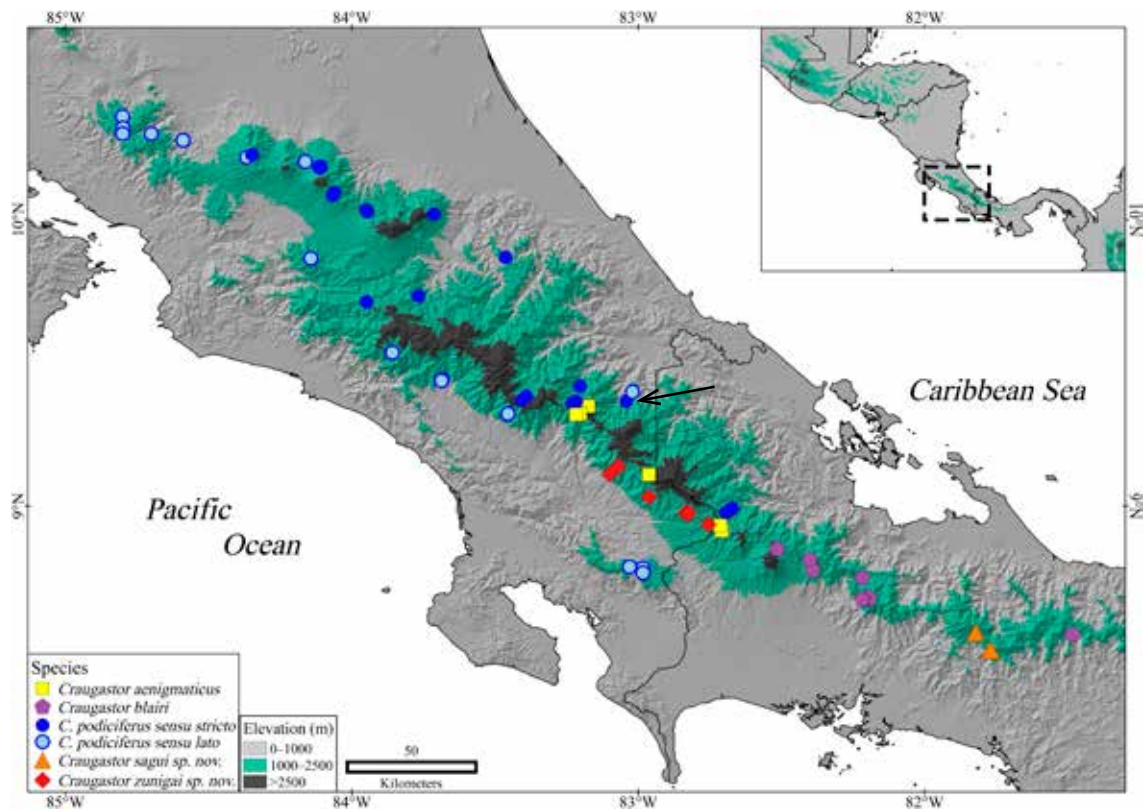 85°W 84°W 83°W 82°W
10°N 10°N
Caribbean Sea
9°N 9°N
Pacific
Ocean
Species
Craugastor aenigmaticus
Craugastor blairi
C. podiciferus sensu stricto
C. podiciferus sensu lato
Craugastor sagui sp. nov.
Craugastor zunigai sp. nov.
Elevation (m)
0–1000
1000–2500
>2500
50
Kilometers
85°W 84°W 83°W 82°W